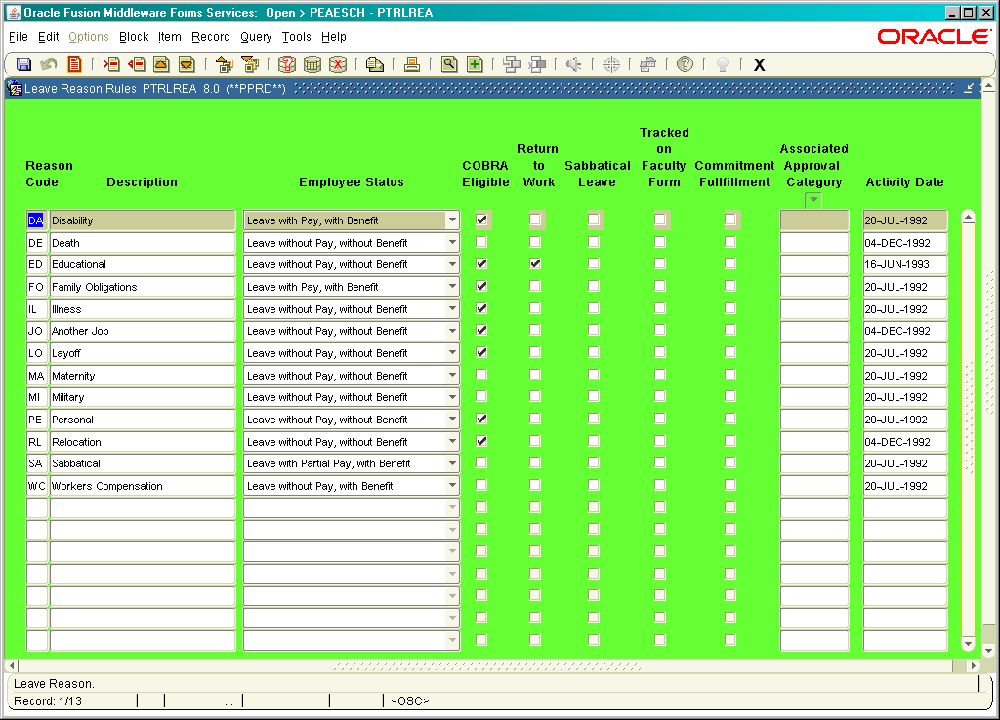 Oracle Fusion Middleware Forms Services: Open > PEAESCH - PTRLREA
File Edit Options Block Item Record Query Tools Help
ORACLE
X
Leave Reason Rules PTRLREA 8.0 (**PPRD**)
Reason Code Description Employee Status COBRA Eligible Return to Work Sabbatical Leave Tracked on Faculty Form Commitment Fullfillment Associated Approval Category Activity Date
DA Disability Leave with Pay, with Benefit 20-JUL-1992
DE Death Leave without Pay, without Benefit 04-DEC-1992
ED Educational Leave without Pay, without Benefit 16-JUN-1993
FO Family Obligations Leave with Pay, with Benefit 20-JUL-1992
IL Illness Leave without Pay, without Benefit 20-JUL-1992
JO Another Job Leave without Pay, without Benefit 04-DEC-1992
LO Layoff Leave without Pay, without Benefit 20-JUL-1992
MA Maternity Leave without Pay, without Benefit 20-JUL-1992
MI Military Leave without Pay, without Benefit 20-JUL-1992
PE Personal Leave without Pay, without Benefit 20-JUL-1992
RL Relocation Leave without Pay, without Benefit 04-DEC-1992
SA Sabbatical Leave with Partial Pay, with Benefit 20-JUL-1992
WC Workers Compensation Leave without Pay, with Benefit 20-JUL-1992
Leave Reason.
Record: 1/13 ... <OSC>